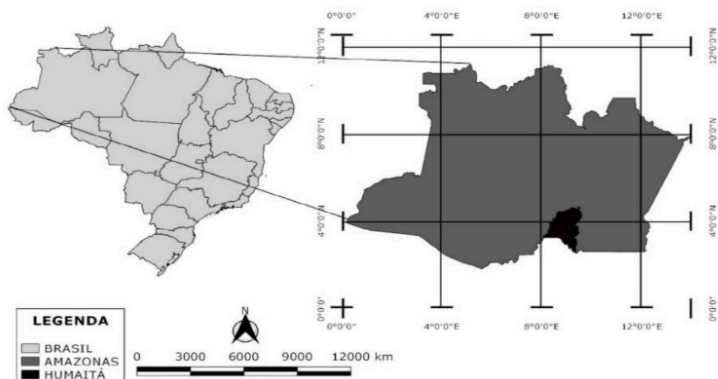 0°0'0"E 4°0'0"E 8°0'0"E 12°0'0"E
12°0'0"N 12°0'0"N
8°0'0"N 8°0'0"N
4°0'0"N 4°0'0"N
0°0'0" 0°0'0"
0°0'0"E 4°0'0"E 8°0'0"E 12°0'0"E
LEGENDA
BRASIL
AMAZONAS
HUMAITÁ
N
0 3000 6000 9000 12000 km